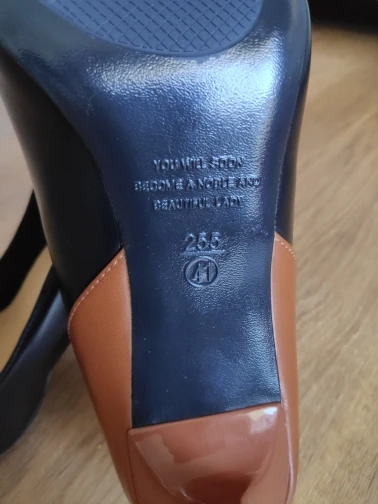 YOU WILL SOON
BECOME A NOBLE AND
BEAUTIFUL LADY
255
41